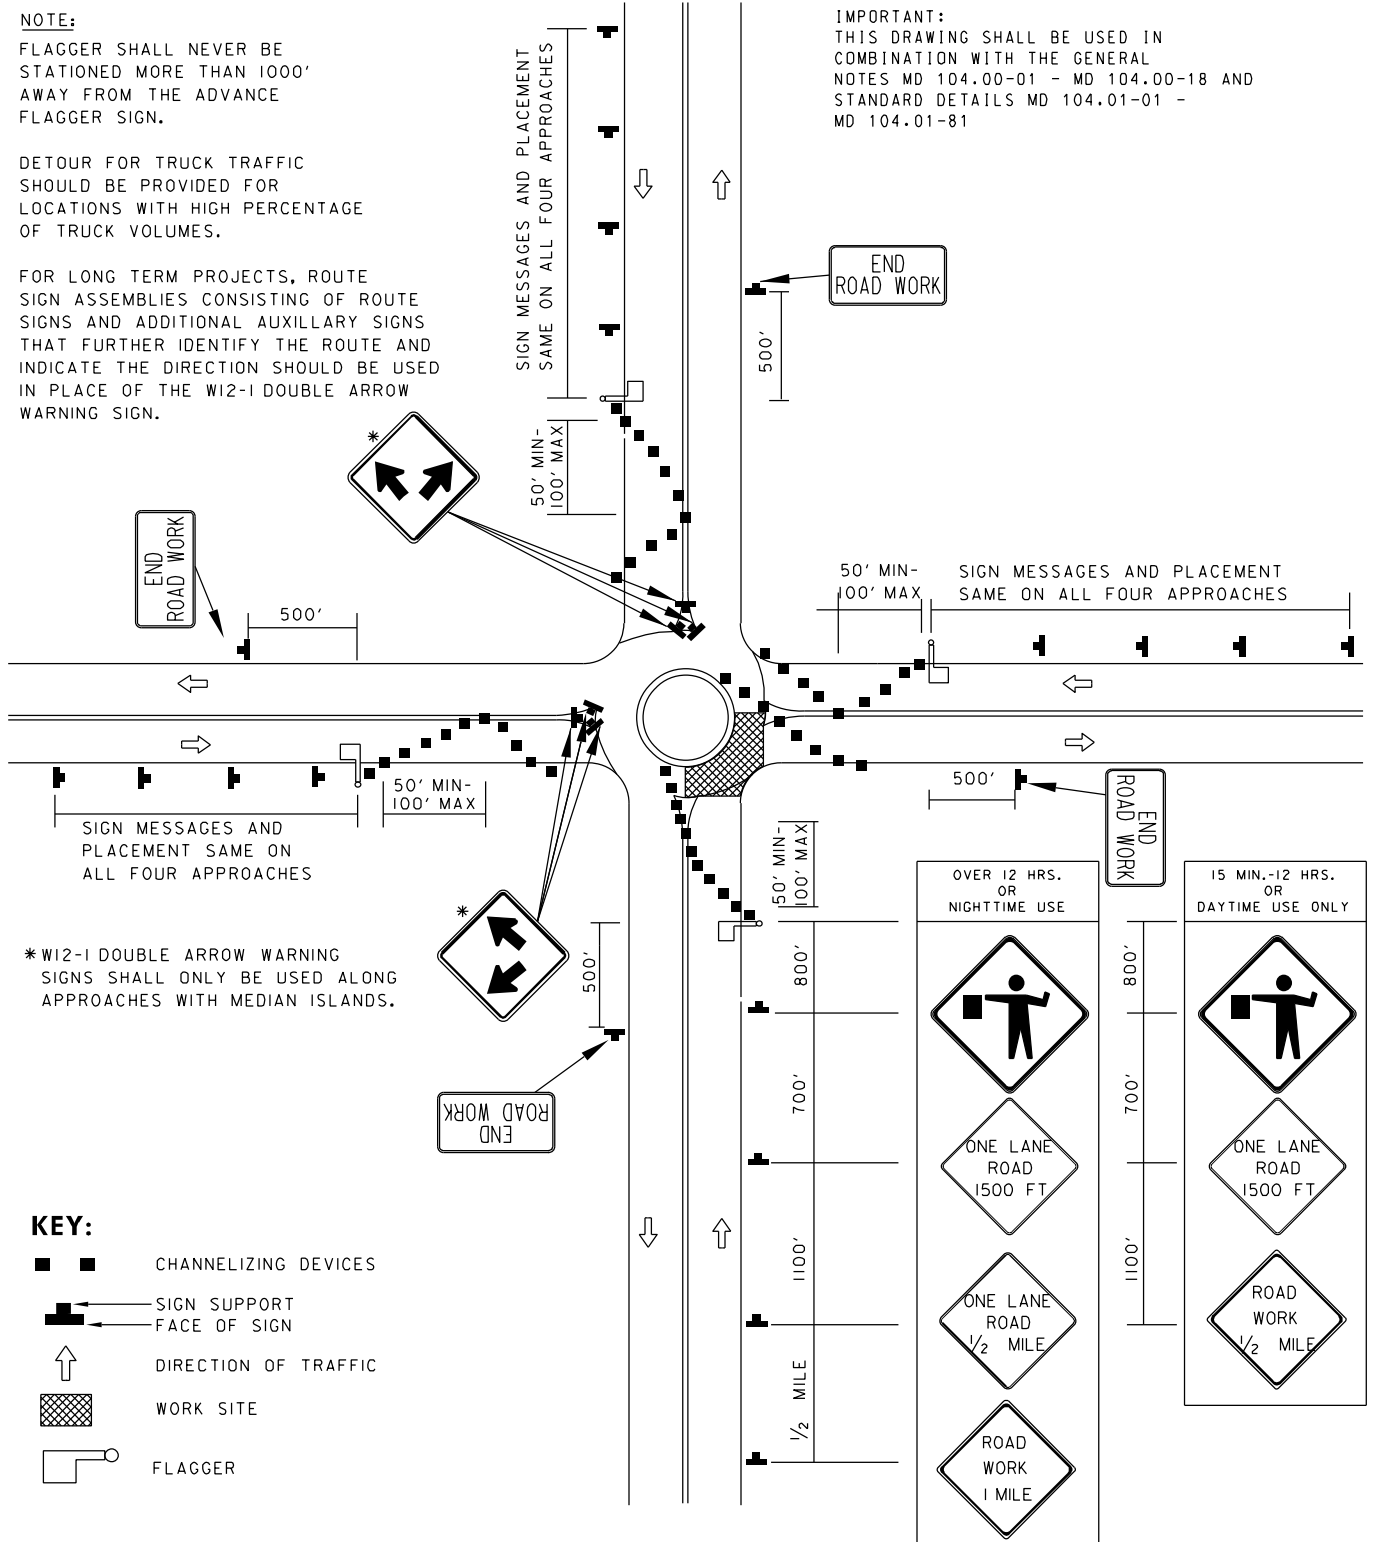 NOTE:
FLAGGER SHALL NEVER BE
STATIONED MORE THAN 1000'
AWAY FROM THE ADVANCE
FLAGGER SIGN.
DETOUR FOR TRUCK TRAFFIC
SHOULD BE PROVIDED FOR
LOCATIONS WITH HIGH PERCENTAGE
OF TRUCK VOLUMES.
FOR LONG TERM PROJECTS, ROUTE
SIGN ASSEMBLIES CONSISTING OF ROUTE
SIGNS AND ADDITIONAL AUXILLARY SIGNS
THAT FURTHER IDENTIFY THE ROUTE AND
INDICATE THE DIRECTION SHOULD BE USED
IN PLACE OF THE W12-1 DOUBLE ARROW
WARNING SIGN.
IMPORTANT:
THIS DRAWING SHALL BE USED IN
COMBINATION WITH THE GENERAL
NOTES MD 104.00-01 - MD 104.00-18 AND
STANDARD DETAILS MD 104.01-01 -
MD 104.01-81
SIGN MESSAGES AND PLACEMENT
SAME ON ALL FOUR APPROACHES
END
ROAD WORK
500'
50' MIN-
100' MAX
*
END
ROAD WORK
500'
50' MIN-
100' MAX
SIGN MESSAGES AND PLACEMENT
SAME ON ALL FOUR APPROACHES
50' MIN-
100' MAX
SIGN MESSAGES AND
PLACEMENT SAME ON
ALL FOUR APPROACHES
500'
END
ROAD WORK
50' MIN-
100' MAX
*
*W12-1 DOUBLE ARROW WARNING
SIGNS SHALL ONLY BE USED ALONG
APPROACHES WITH MEDIAN ISLANDS.
500'
END
ROAD WORK
800'
700'
1100'
1/2 MILE
OVER 12 HRS.
OR
NIGHTTIME USE
ONE LANE
ROAD
1500 FT
ONE LANE
ROAD
1/2 MILE
ROAD
WORK
1 MILE
800'
700'
1100'
15 MIN.-12 HRS.
OR
DAYTIME USE ONLY
ONE LANE
ROAD
1500 FT
ROAD
WORK
1/2 MILE
KEY:
CHANNELIZING DEVICES
SIGN SUPPORT
FACE OF SIGN
DIRECTION OF TRAFFIC
WORK SITE
FLAGGER